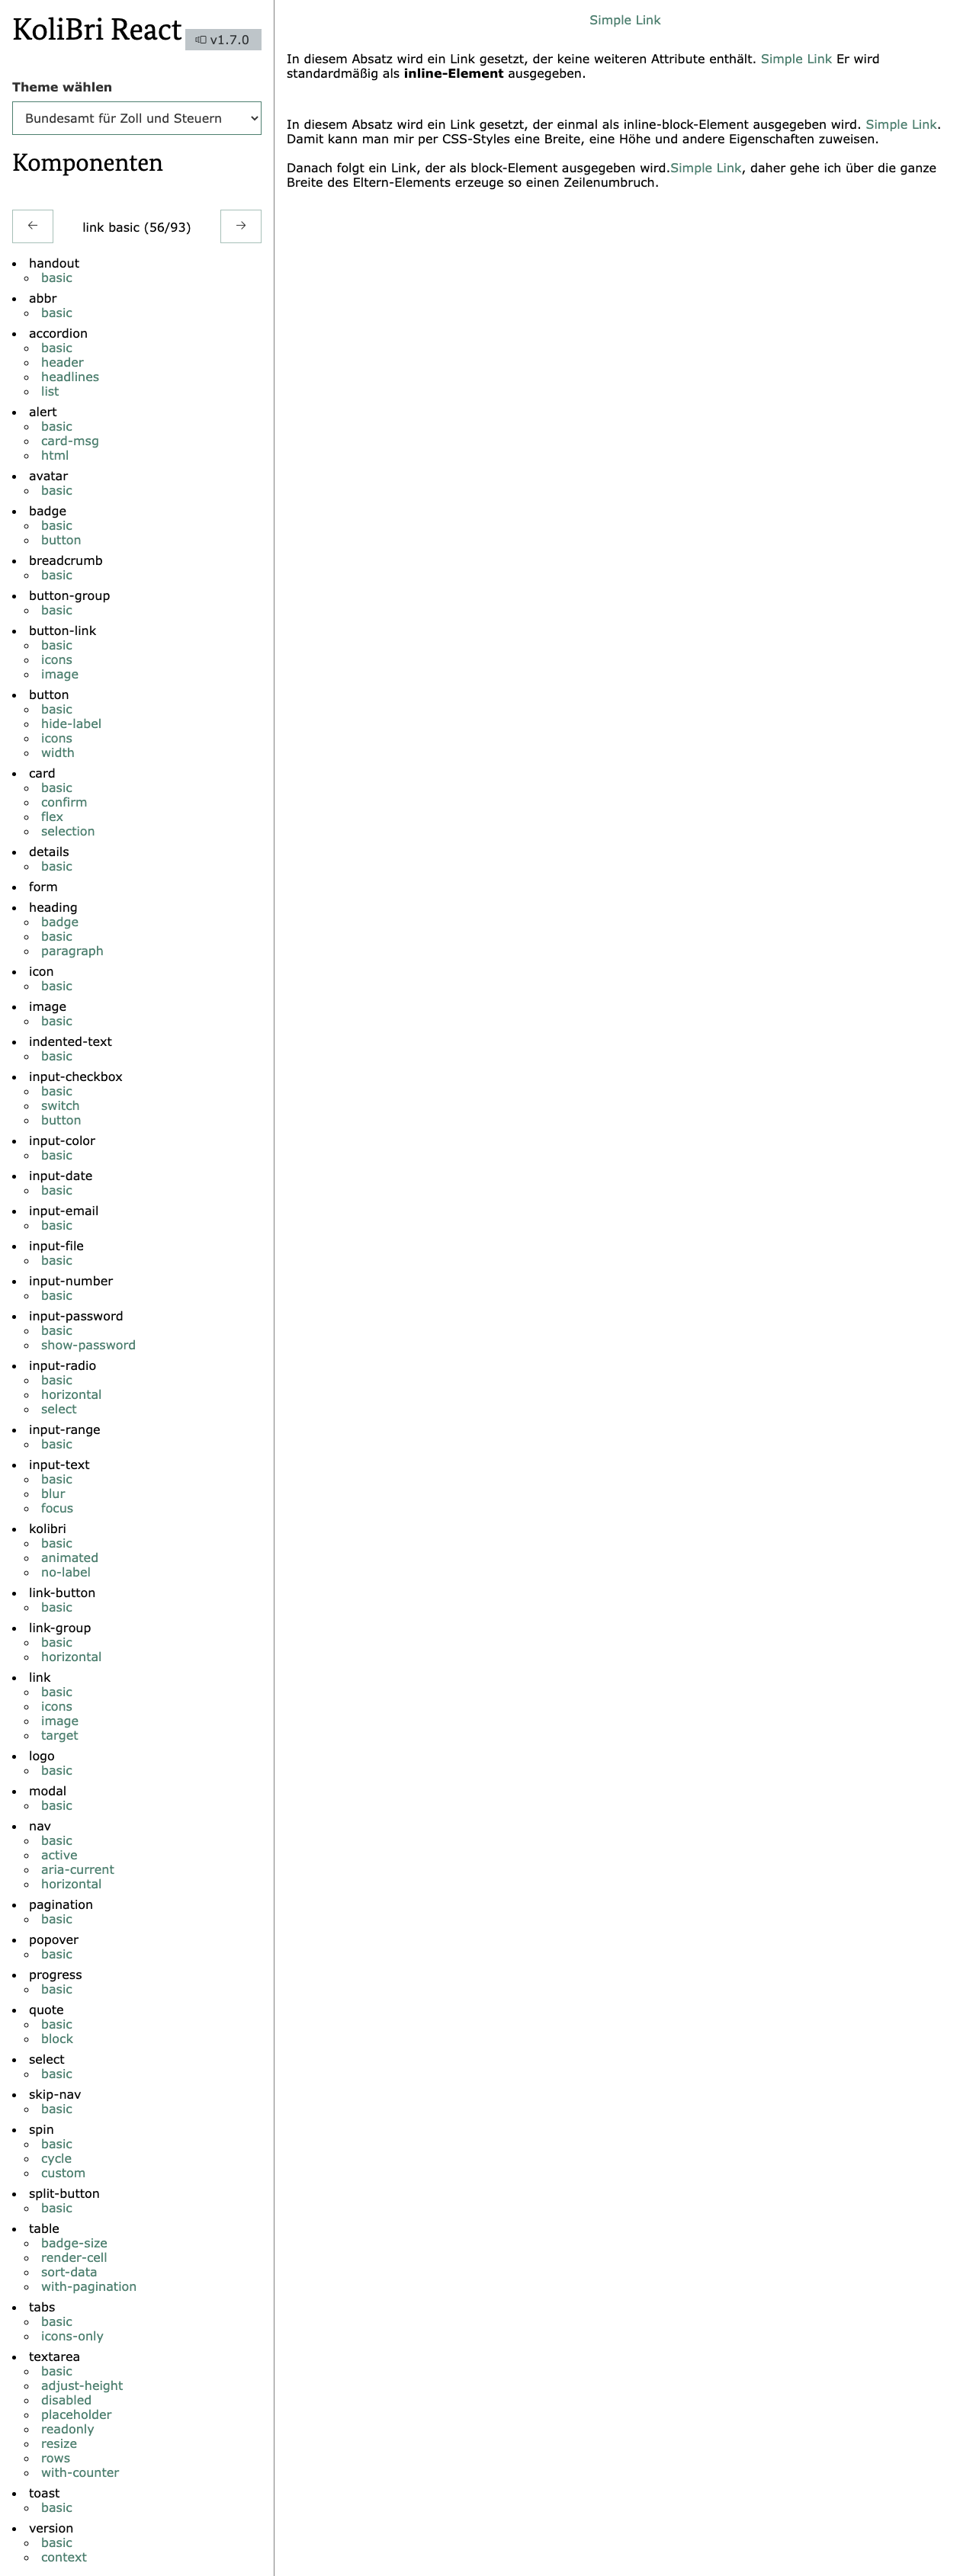 KoliBri React
v1.7.0
Theme wählen
Bundesamt für Zoll und Steuern
Komponenten
link basic (56/93)
handout
basic
abbr
basic
accordion
basic
header
headlines
list
alert
basic
card-msg
html
avatar
basic
badge
basic
button
breadcrumb
basic
button-group
basic
button-link
basic
icons
image
button
basic
hide-label
icons
width
card
basic
confirm
flex
selection
details
basic
form
heading
badge
basic
paragraph
icon
basic
image
basic
indented-text
basic
input-checkbox
basic
switch
button
input-color
basic
input-date
basic
input-email
basic
input-file
basic
input-number
basic
input-password
basic
show-password
input-radio
basic
horizontal
select
input-range
basic
input-text
basic
blur
focus
kolibri
basic
animated
no-label
link-button
basic
link-group
basic
horizontal
link
basic
icons
image
target
logo
basic
modal
basic
nav
basic
active
aria-current
horizontal
pagination
basic
popover
basic
progress
basic
quote
basic
block
select
basic
skip-nav
basic
spin
basic
cycle
custom
split-button
basic
table
badge-size
render-cell
sort-data
with-pagination
tabs
basic
icons-only
textarea
basic
adjust-height
disabled
placeholder
readonly
resize
rows
with-counter
toast
basic
version
basic
context
Simple Link
In diesem Absatz wird ein Link gesetzt, der keine weiteren Attribute enthält. Simple Link Er wird
standardmäßig als inline-Element ausgegeben.
In diesem Absatz wird ein Link gesetzt, der einmal als inline-block-Element ausgegeben wird. Simple Link.
Damit kann man mir per CSS-Styles eine Breite, eine Höhe und andere Eigenschaften zuweisen.
Danach folgt ein Link, der als block-Element ausgegeben wird.Simple Link, daher gehe ich über die ganze
Breite des Eltern-Elements erzeuge so einen Zeilenumbruch.